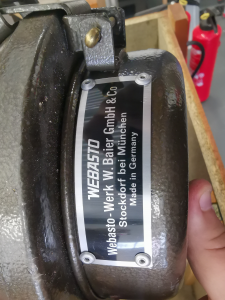 WEBASTO
Webasto-Werk W. Baier GmbH & Co
Stockdorf bei München
Made in Germany